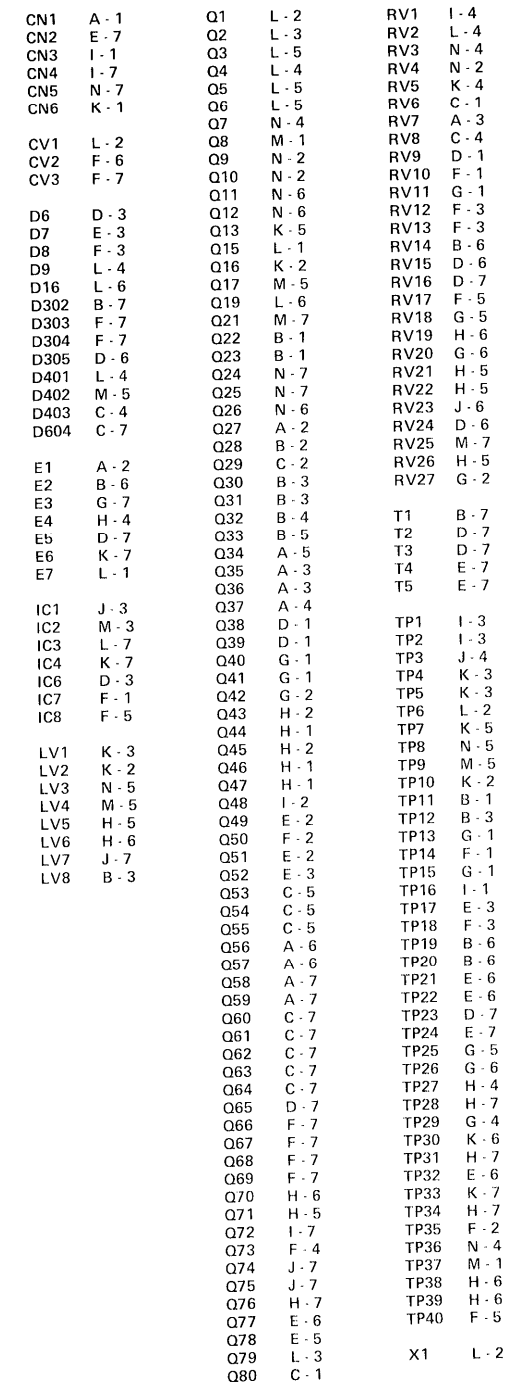 CN1 A - 1
CN2 E - 7
CN3 I - 1
CN4 I - 7
CN5 N - 7
CN6 K - 1
CV1 L - 2
CV2 F - 6
CV3 F - 7
D6 D - 3
D7 E - 3
D8 F - 3
D9 L - 4
D16 L - 6
D302 B - 7
D303 F - 7
D304 F - 7
D305 D - 6
D401 L - 4
D402 M - 5
D403 C - 4
D604 C - 7
E1 A - 2
E2 B - 6
E3 G - 7
E4 H - 4
E5 D - 7
E6 K - 7
E7 L - 1
IC1 J - 3
IC2 M - 3
IC3 L - 7
IC4 K - 7
IC6 D - 3
IC7 F - 1
IC8 F - 5
LV1 K - 3
LV2 K - 2
LV3 N - 5
LV4 M - 5
LV5 H - 5
LV6 H - 6
LV7 J - 7
LV8 B - 3
Q1 L - 2
Q2 L - 3
Q3 L - 5
Q4 L - 4
Q5 L - 5
Q6 L - 5
Q7 N - 4
Q8 M - 1
Q9 N - 2
Q10 N - 2
Q11 N - 6
Q12 N - 6
Q13 K - 5
Q15 L - 1
Q16 K - 2
Q17 M - 5
Q19 L - 6
Q21 M - 7
Q22 B - 1
Q23 B - 1
Q24 N - 7
Q25 N - 7
Q26 N - 6
Q27 A - 2
Q28 B - 2
Q29 C - 2
Q30 B - 3
Q31 B - 3
Q32 B - 4
Q33 B - 5
Q34 A - 5
Q35 A - 3
Q36 A - 3
Q37 A - 4
Q38 D - 1
Q39 D - 1
Q40 G - 1
Q41 G - 1
Q42 G - 2
Q43 H - 2
Q44 H - 1
Q45 H - 2
Q46 H - 1
Q47 H - 1
Q48 I - 2
Q49 E - 2
Q50 F - 2
Q51 E - 2
Q52 E - 3
Q53 C - 5
Q54 C - 5
Q55 C - 5
Q56 A - 6
Q57 A - 6
Q58 A - 7
Q59 A - 7
Q60 C - 7
Q61 C - 7
Q62 C - 7
Q63 C - 7
Q64 C - 7
Q65 D - 7
Q66 F - 7
Q67 F - 7
Q68 F - 7
Q69 F - 7
Q70 H - 6
Q71 H - 5
Q72 I - 7
Q73 F - 4
Q74 J - 7
Q75 J - 7
Q76 H - 7
Q77 E - 6
Q78 E - 5
Q79 L - 3
Q80 C - 1
RV1 I - 4
RV2 L - 4
RV3 N - 4
RV4 N - 2
RV5 K - 4
RV6 C - 1
RV7 A - 3
RV8 C - 4
RV9 D - 1
RV10 F - 1
RV11 G - 1
RV12 F - 3
RV13 F - 3
RV14 B - 6
RV15 D - 6
RV16 D - 7
RV17 F - 5
RV18 G - 5
RV19 H - 6
RV20 G - 6
RV21 H - 5
RV22 H - 5
RV23 J - 6
RV24 D - 6
RV25 M - 7
RV26 H - 5
RV27 G - 2
T1 B - 7
T2 D - 7
T3 D - 7
T4 E - 7
T5 E - 7
TP1 I - 3
TP2 I - 3
TP3 J - 4
TP4 K - 3
TP5 K - 3
TP6 L - 2
TP7 K - 5
TP8 N - 5
TP9 M - 5
TP10 K - 2
TP11 B - 1
TP12 B - 3
TP13 G - 1
TP14 F - 1
TP15 G - 1
TP16 I - 1
TP17 E - 3
TP18 F - 3
TP19 B - 6
TP20 B - 6
TP21 E - 6
TP22 E - 6
TP23 D - 7
TP24 E - 7
TP25 G - 5
TP26 G - 6
TP27 H - 4
TP28 H - 7
TP29 G - 4
TP30 K - 6
TP31 H - 7
TP32 E - 6
TP33 K - 7
TP34 H - 7
TP35 F - 2
TP36 N - 4
TP37 M - 1
TP38 H - 6
TP39 H - 6
TP40 F - 5
X1 L - 2